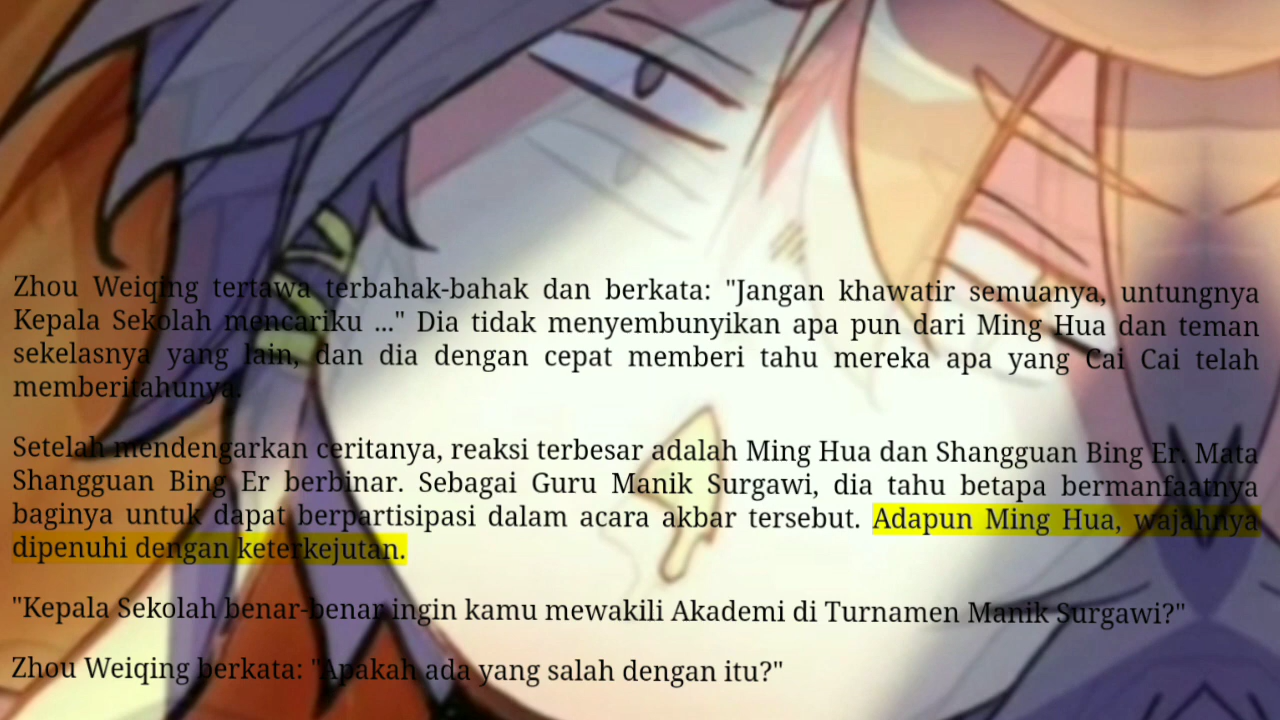 Zhou Weiqing tertawa terbahak-bahak dan berkata: "Jangan khawatir semuanya, untungnya
Kepala Sekolah mencariku ..." Dia tidak menyembunyikan apa pun dari Ming Hua dan teman
sekelasnya yang lain, dan dia dengan cepat memberi tahu mereka apa yang Cai Cai telah
memberitahunya.
Setelah mendengarkan ceritanya, reaksi terbesar adalah Ming Hua dan Shangguan Bing Er. Mata
Shangguan Bing Er berbinar. Sebagai Guru Manik Surgawi, dia tahu betapa bermanfaatnya
baginya untuk dapat berpartisipasi dalam acara akbar tersebut. Adapun Ming Hua, wajahnya
dipenuhi dengan keterkejutan.
"Kepala Sekolah benar-benar ingin kamu mewakili Akademi di Turnamen Manik Surgawi?"
Zhou Weiqing berkata: "Apakah ada yang salah dengan itu?"